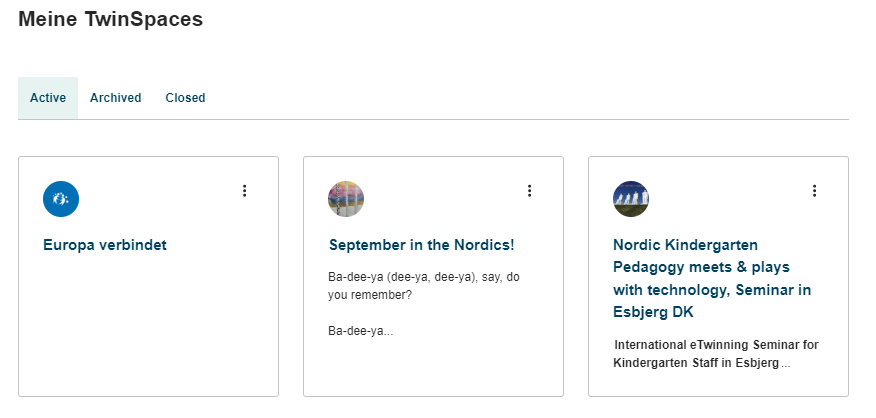 Meine TwinSpaces
Active Archived Closed
Europa verbindet
September in the Nordics!
Ba-dee-ya (dee-ya, dee-ya), say, do
you remember?
Ba-dee-ya...
Nordic Kindergarten
Pedagogy meets & plays
with technology, Seminar in
Esbjerg DK
International eTwinning Seminar for
Kindergarten Staff in Esbjerg...